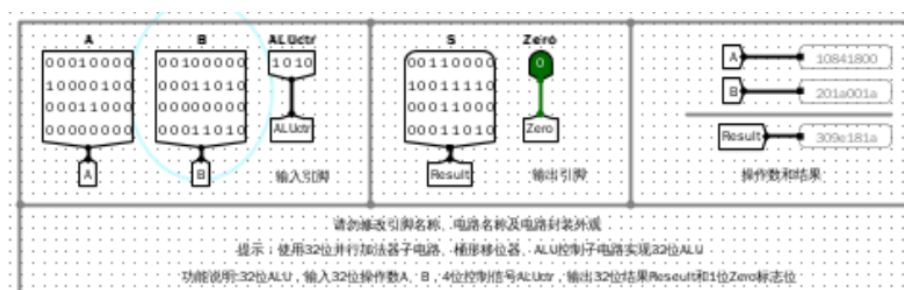 A B ALUctr S Zero
00010000 00100000 1010 00110000 0 A 10841800
10000100 00011010 10011110 B 201a001a
00011000 00000000 00011000
00000000 00011010 ALUctr 00011010 Zero Result 309e181a
A B 输入引脚 Result 输出引脚 操作数和结果
请勿修改引脚名称、电路名称及电路封装外观
提示：使用32位并行加法器子电路、桶形移位器、ALU控制子电路实现32位ALU
功能说明:32位ALU，输入32位操作数A、B，4位控制信号ALUctr，输出32位结果Reseult和1位Zero标志位